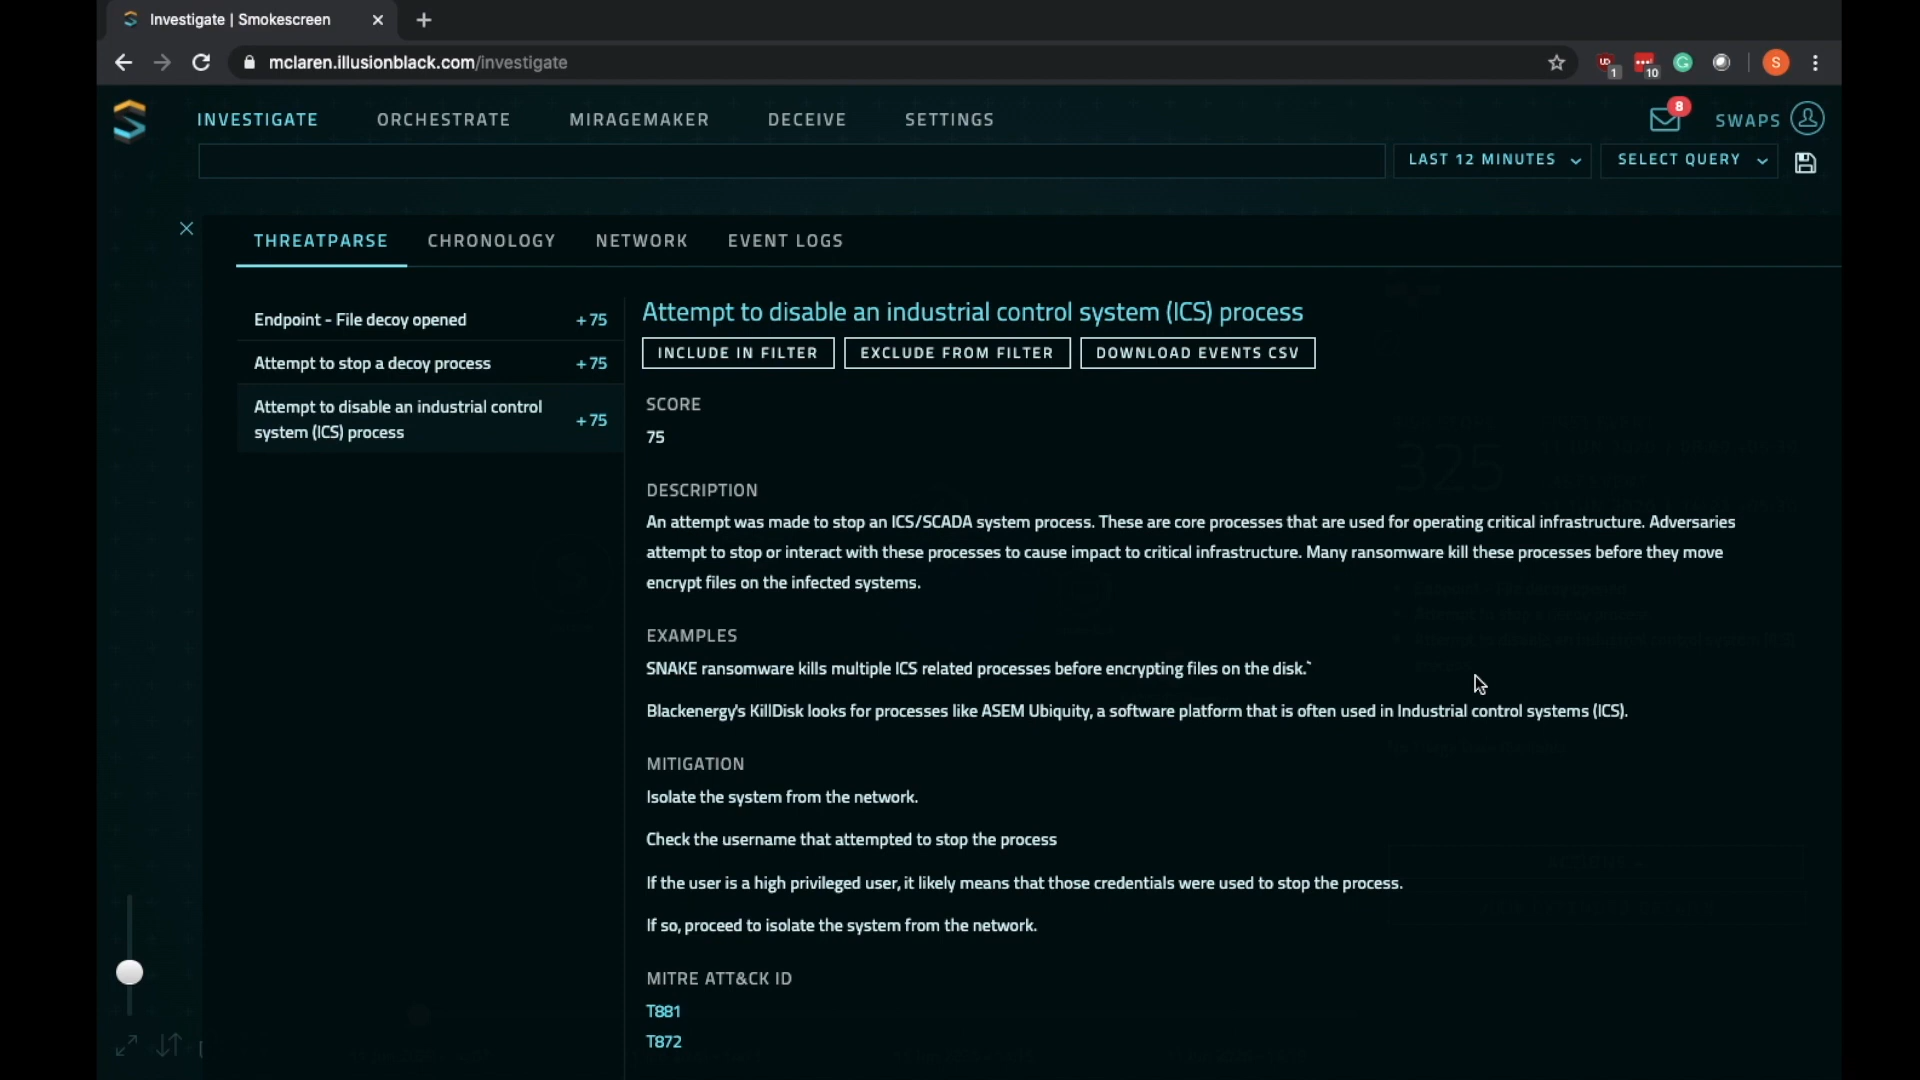 Investigate | Smokescreen
mclaren.illusionblack.com/investigate
UD
1
10
S
INVESTIGATE
ORCHESTRATE
MIRAGEMAKER
DECEIVE
SETTINGS
8
SWAPS
LAST 12 MINUTES
SELECT QUERY
THREATPARSE
CHRONOLOGY
NETWORK
EVENT LOGS
Endpoint - File decoy opened +75
Attempt to stop a decoy process +75
Attempt to disable an industrial control
system (ICS) process +75
Attempt to disable an industrial control system (ICS) process
INCLUDE IN FILTER
EXCLUDE FROM FILTER
DOWNLOAD EVENTS CSV
SCORE
75
325
DESCRIPTION
An attempt was made to stop an ICS/SCADA system process. These are core processes that are used for operating critical infrastructure. Adversaries
attempt to stop or interact with these processes to cause impact to critical infrastructure. Many ransomware kill these processes before they move
encrypt files on the infected systems.
EXAMPLES
SNAKE ransomware kills multiple ICS related processes before encrypting files on the disk.`
Blackenergy's KillDisk looks for processes like ASEM Ubiquity, a software platform that is often used in Industrial control systems (ICS).
MITIGATION
Isolate the system from the network.
Check the username that attempted to stop the process
If the user is a high privileged user, it likely means that those credentials were used to stop the process.
If so, proceed to isolate the system from the network.
MITRE ATT&CK ID
T881
T872